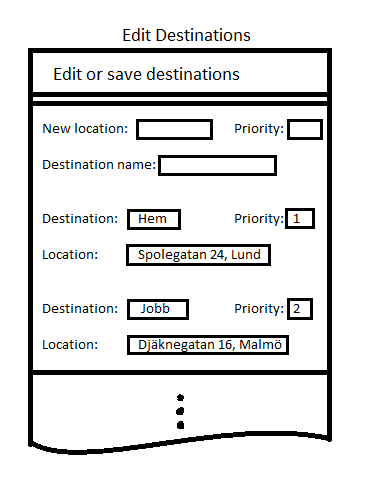 Edit Destinations
Edit or save destinations
New location: Priority:
Destination name:
Destination: Hem Priority: 1
Location: Spolegatan 24, Lund
Destination: Jobb Priority: 2
Location: Djäknegatan 16, Malmö